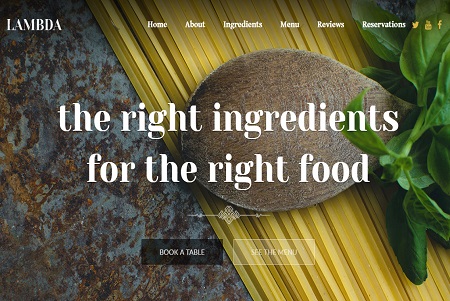 LAMBDA
Home About Ingredients Menu Reviews Reservations
the right ingredients
for the right food
BOOK A TABLE
SEE THE MENU